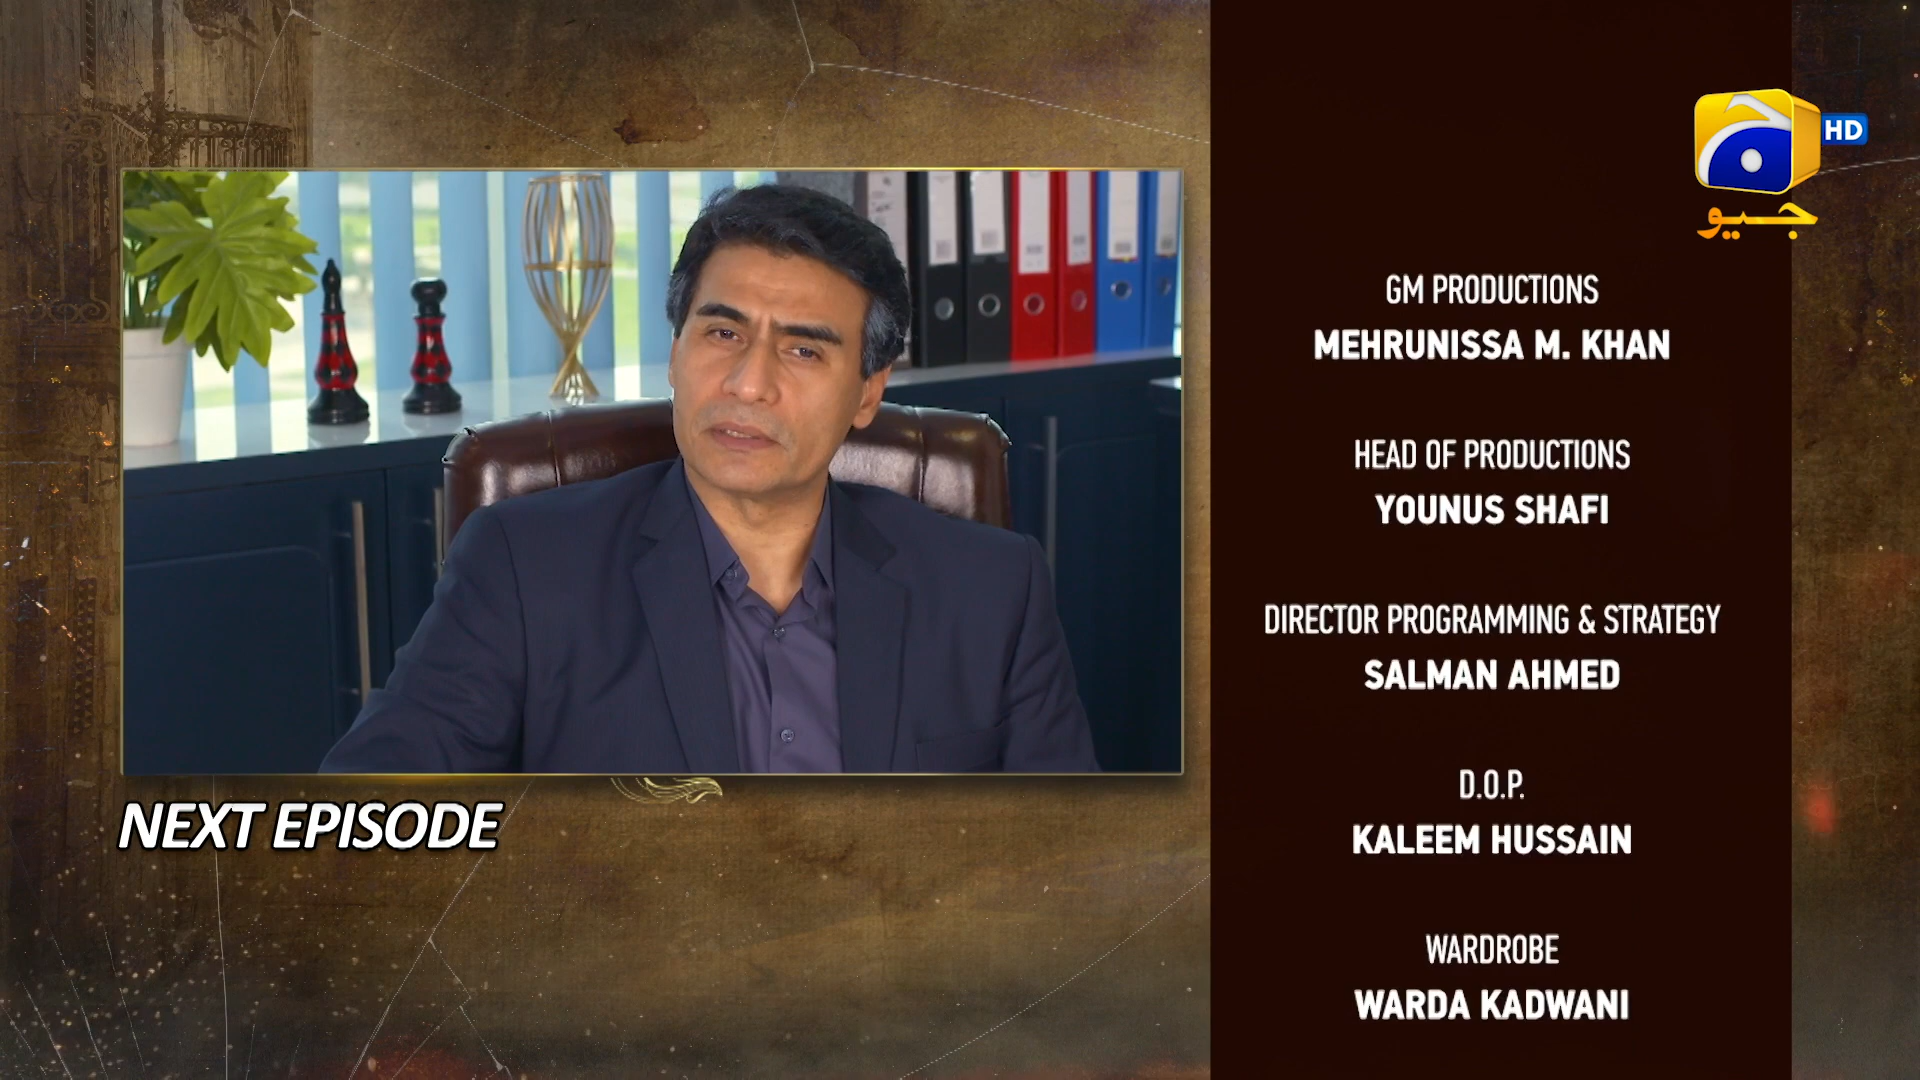 HD
جیو
GM PRODUCTIONS
MEHRUNISSA M. KHAN
HEAD OF PRODUCTIONS
YOUNUS SHAFI
DIRECTOR PROGRAMMING & STRATEGY
SALMAN AHMED
D.O.P.
KALEEM HUSSAIN
WARDROBE
WARDA KADWANI
NEXT EPISODE